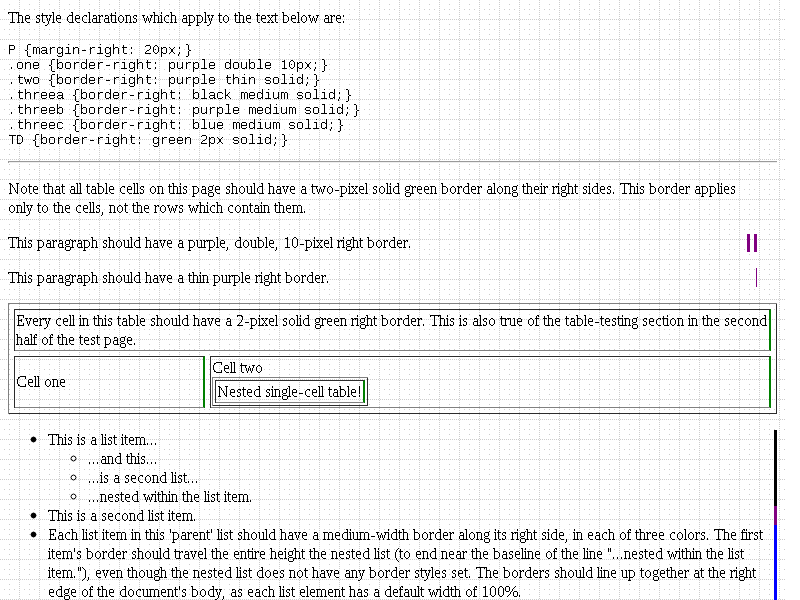 The style declarations which apply to the text below are:
P {margin-right: 20px;}
.one {border-right: purple double 10px;}
.two {border-right: purple thin solid;}
.threea {border-right: black medium solid;}
.threeb {border-right: purple medium solid;}
.threec {border-right: blue medium solid;}
TD {border-right: green 2px solid;}
Note that all table cells on this page should have a two-pixel solid green border along their right sides. This border applies
only to the cells, not the rows which contain them.
This paragraph should have a purple, double, 10-pixel right border.
This paragraph should have a thin purple right border.
Every cell in this table should have a 2-pixel solid green right border. This is also true of the table-testing section in the second
half of the test page.
Cell one
Cell two
Nested single-cell table!
This is a list item...
...and this...
...is a second list...
...nested within the list item.
This is a second list item.
Each list item in this 'parent' list should have a medium-width border along its right side, in each of three colors. The first
item's border should travel the entire height the nested list (to end near the baseline of the line "...nested within the list
item."), even though the nested list does not have any border styles set. The borders should line up together at the right
edge of the document's body, as each list element has a default width of 100%.